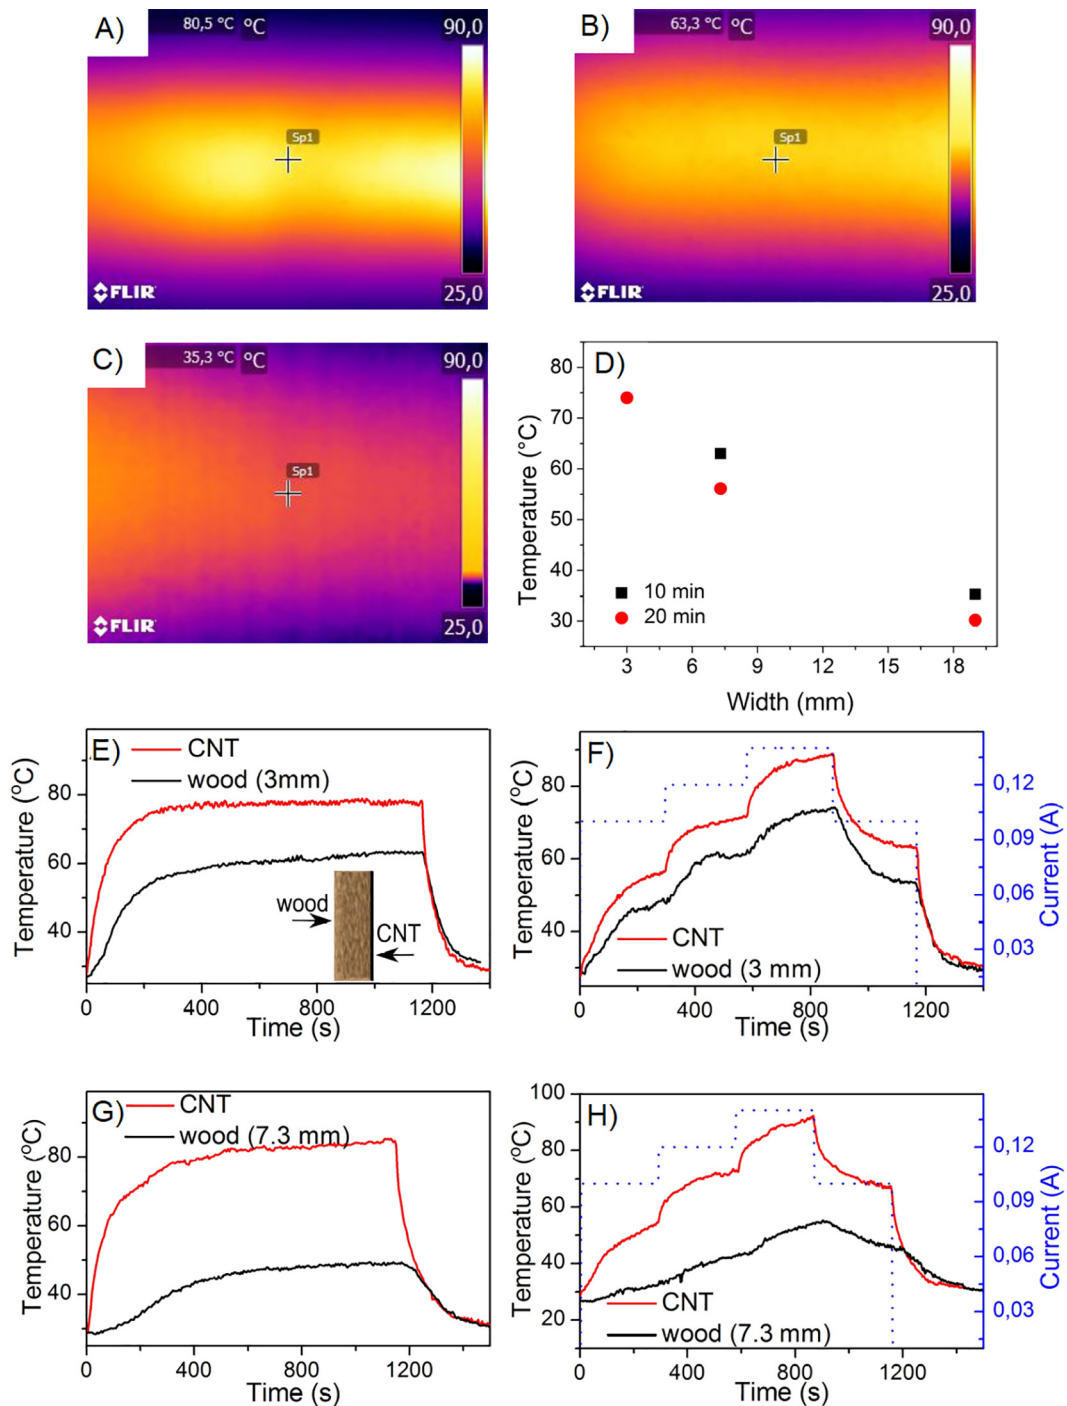 A)
80,5 °C °C 90,0
Sp1
FLIR 25,0
B)
63,3 °C °C 90,0
Sp1
FLIR 25,0
C)
35,3 °C °C 90,0
Sp1
FLIR 25,0
D)
Temperature (°C)
80
70
60
50
40
30
10 min
20 min
3 6 9 12 15 18
Width (mm)
E)
CNT
wood (3mm)
Temperature (ºC)
80
60
40
wood
CNT
0 400 800 1200
Time (s)
F)
CNT
wood (3 mm)
Temperature (ºC)
80
60
40
0,12
0,09
0,06
0,03
Current (A)
0 400 800 1200
Time (s)
G)
CNT
wood (7.3 mm)
Temperature (ºC)
80
60
40
0 400 800 1200
Time (s)
H)
CNT
wood (7.3 mm)
Temperature (ºC)
100
80
60
40
20
0,12
0,09
0,06
0,03
Current (A)
0 400 800 1200
Time (s)